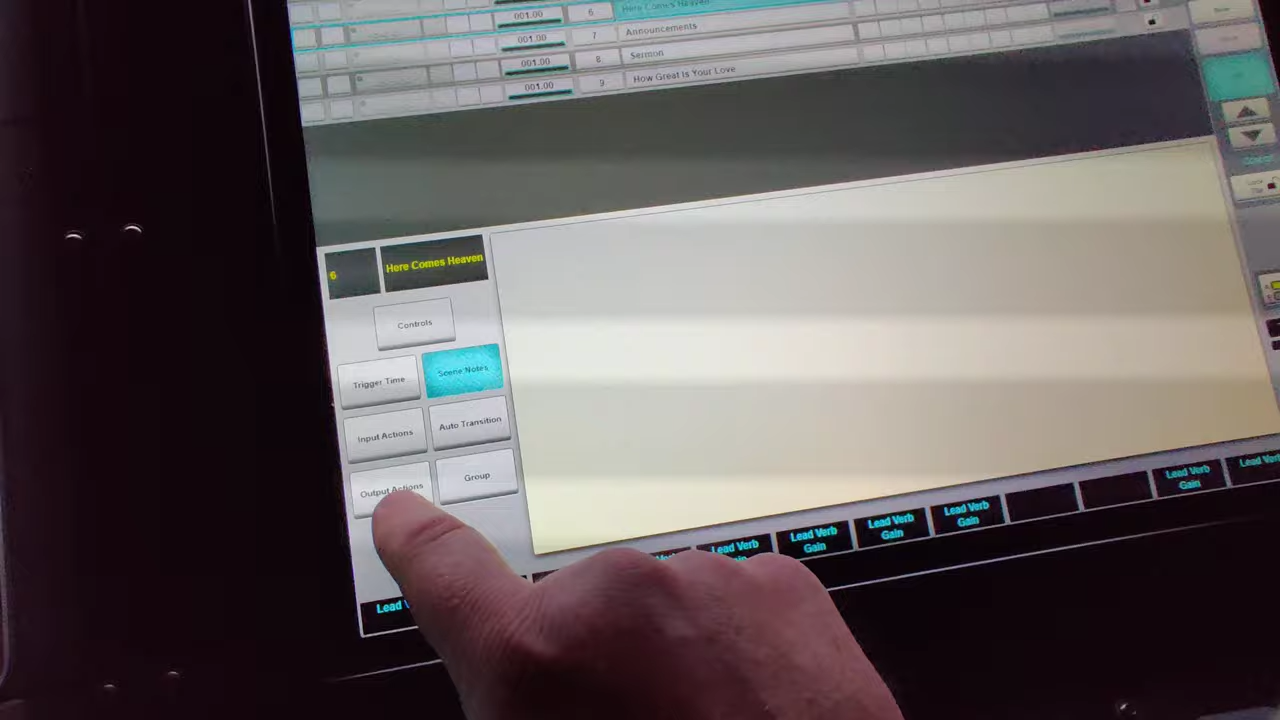 001.00 6 Here Comes Heaven
001.00 7 Announcements
001.00 8 Sermon
001.00 9 How Great Is Your Love
6 Here Comes Heaven
Controls
Trigger Time Scene Notes
Input Actions Auto Transition
Output Actions Group
Lead Verb Gain
Lead Verb Gain
Lead Verb Gain
Lead Verb Gain
Lead Verb Gain
Lead Verb
Lead